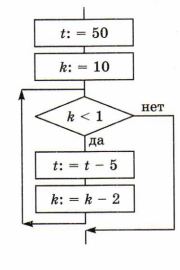 t: = 50
k: = 10
k < 1
нет
да
t: = t – 5
k: = k – 2